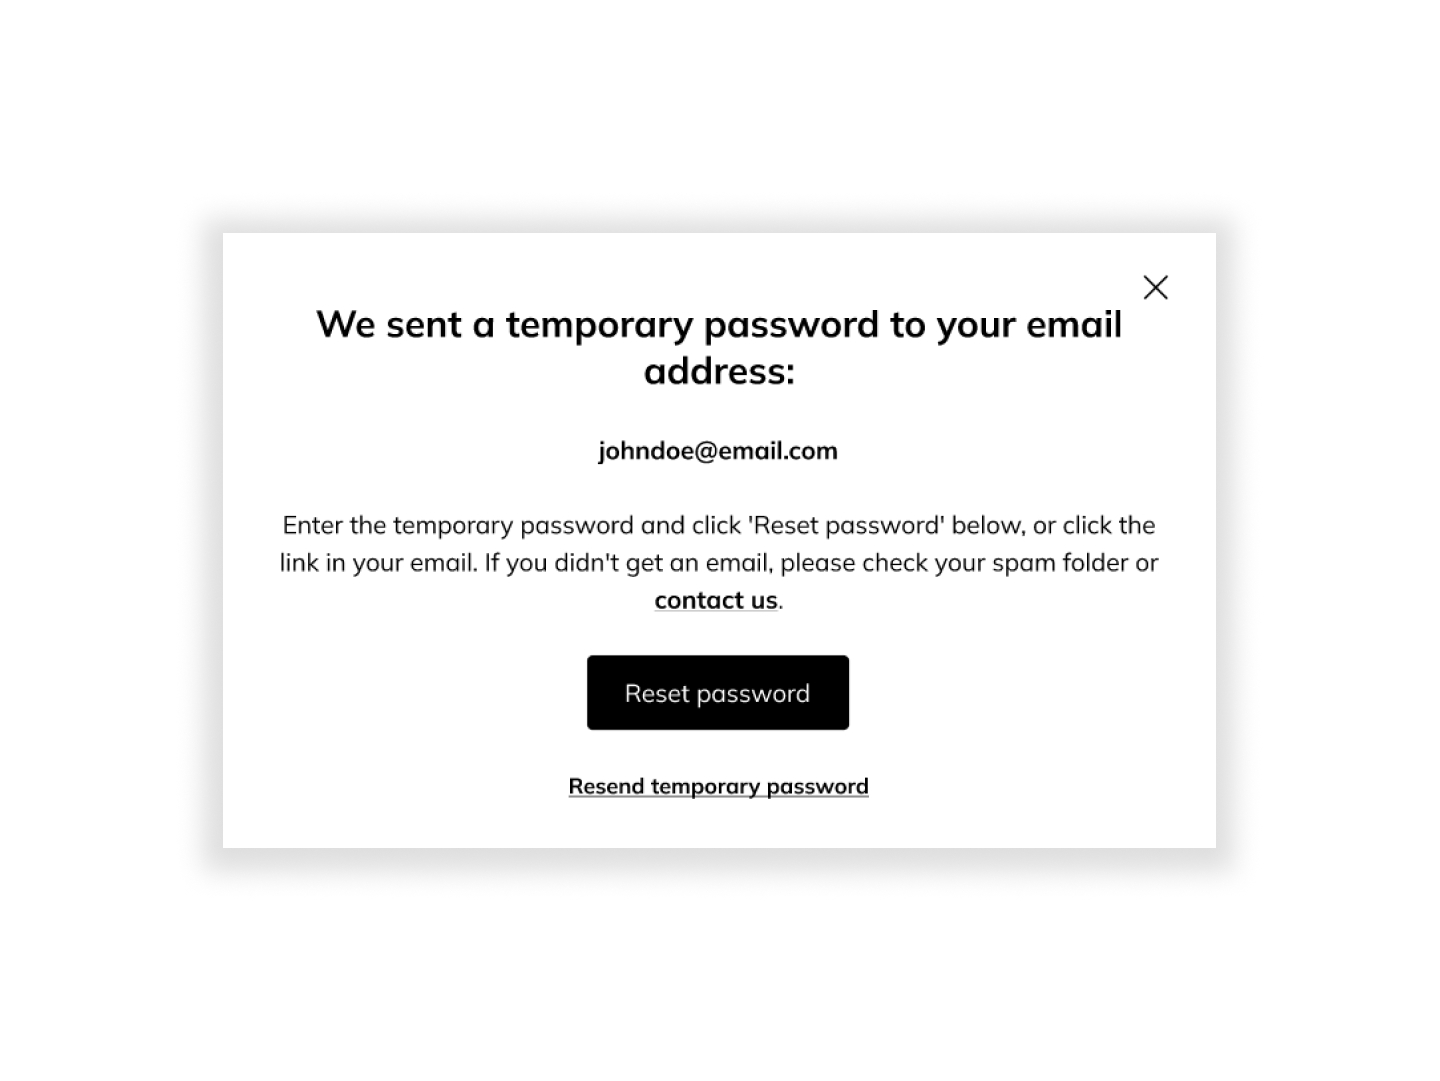 We sent a temporary password to your email
address:
johndoe@email.com
Enter the temporary password and click 'Reset password' below, or click the
link in your email. If you didn't get an email, please check your spam folder or
contact us.
Reset password
Resend temporary password